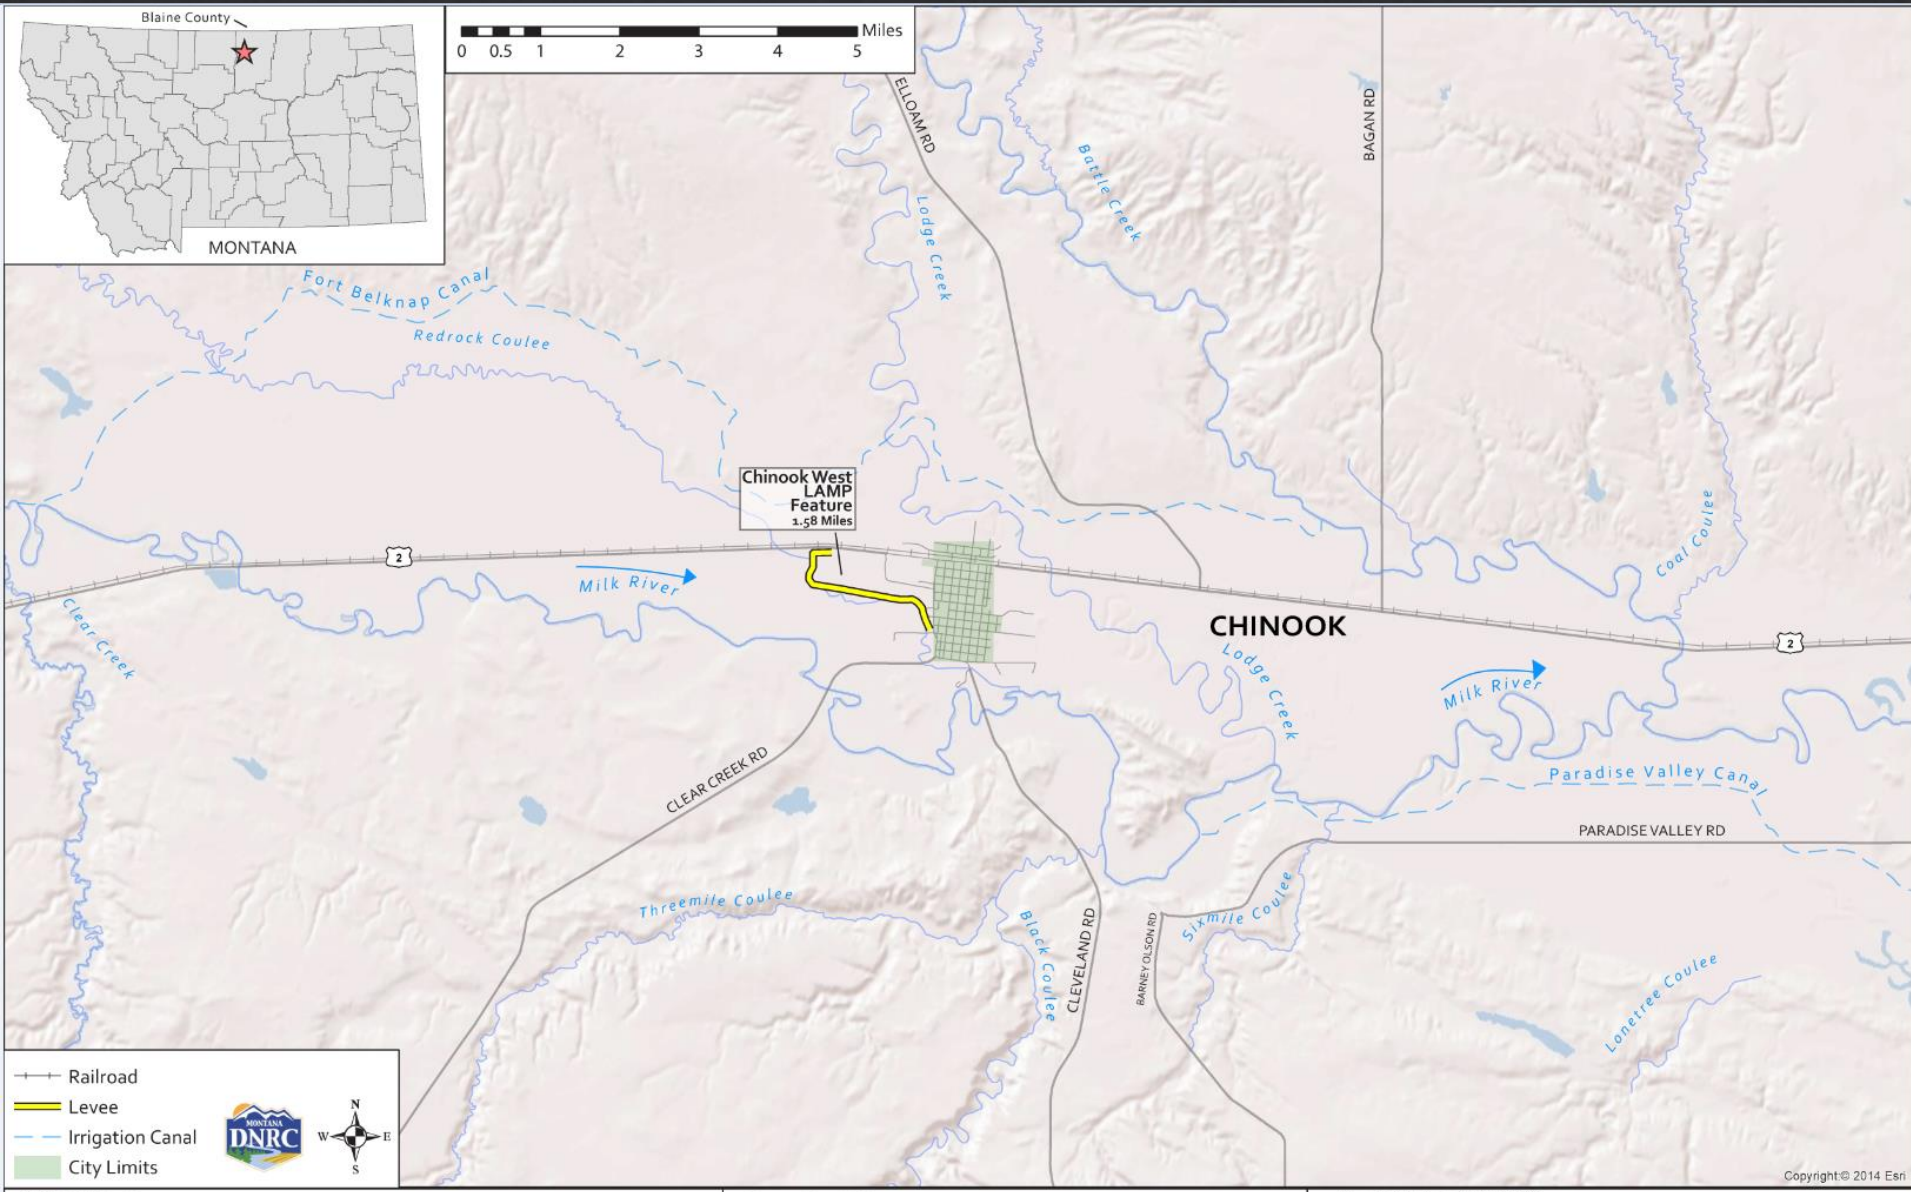 Blaine County
MONTANA
Miles
0 0.5 1 2 3 4 5
ELLOAM RD
BAGAN RD
Battle Creek
Lodge Creek
Fort Belknap Canal
Redrock Coulee
Chinook West
LAMP
Feature
1.58 Miles
2
Milk River
Coal Coulee
Clear Creek
CHINOOK
2
Lodge Creek
Milk River
CLEAR CREEK RD
Paradise Valley Canal
PARADISE VALLEY RD
Threemile Coulee
Black Coulee
CLEVELAND RD
BARNEY OLSON RD
Sixmile Coulee
Lonetree Coulee
Railroad
Levee
Irrigation Canal
City Limits
MONTANA
DNRC
N
W E
S
Copyright:© 2014 Esri